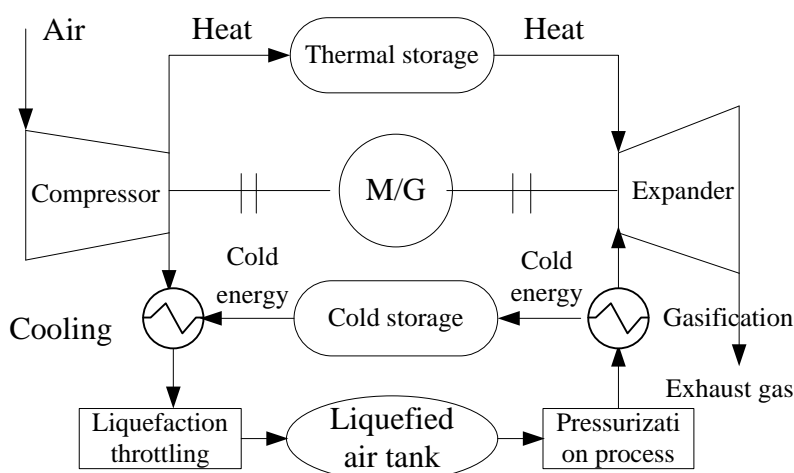 Air
Heat
Thermal storage
Heat
Compressor
M/G
Expander
Cold
energy
Cold
energy
Cooling
Cold storage
Gasification
Exhaust gas
Liquefaction
throttling
Liquefied
air tank
Pressurizati
on process